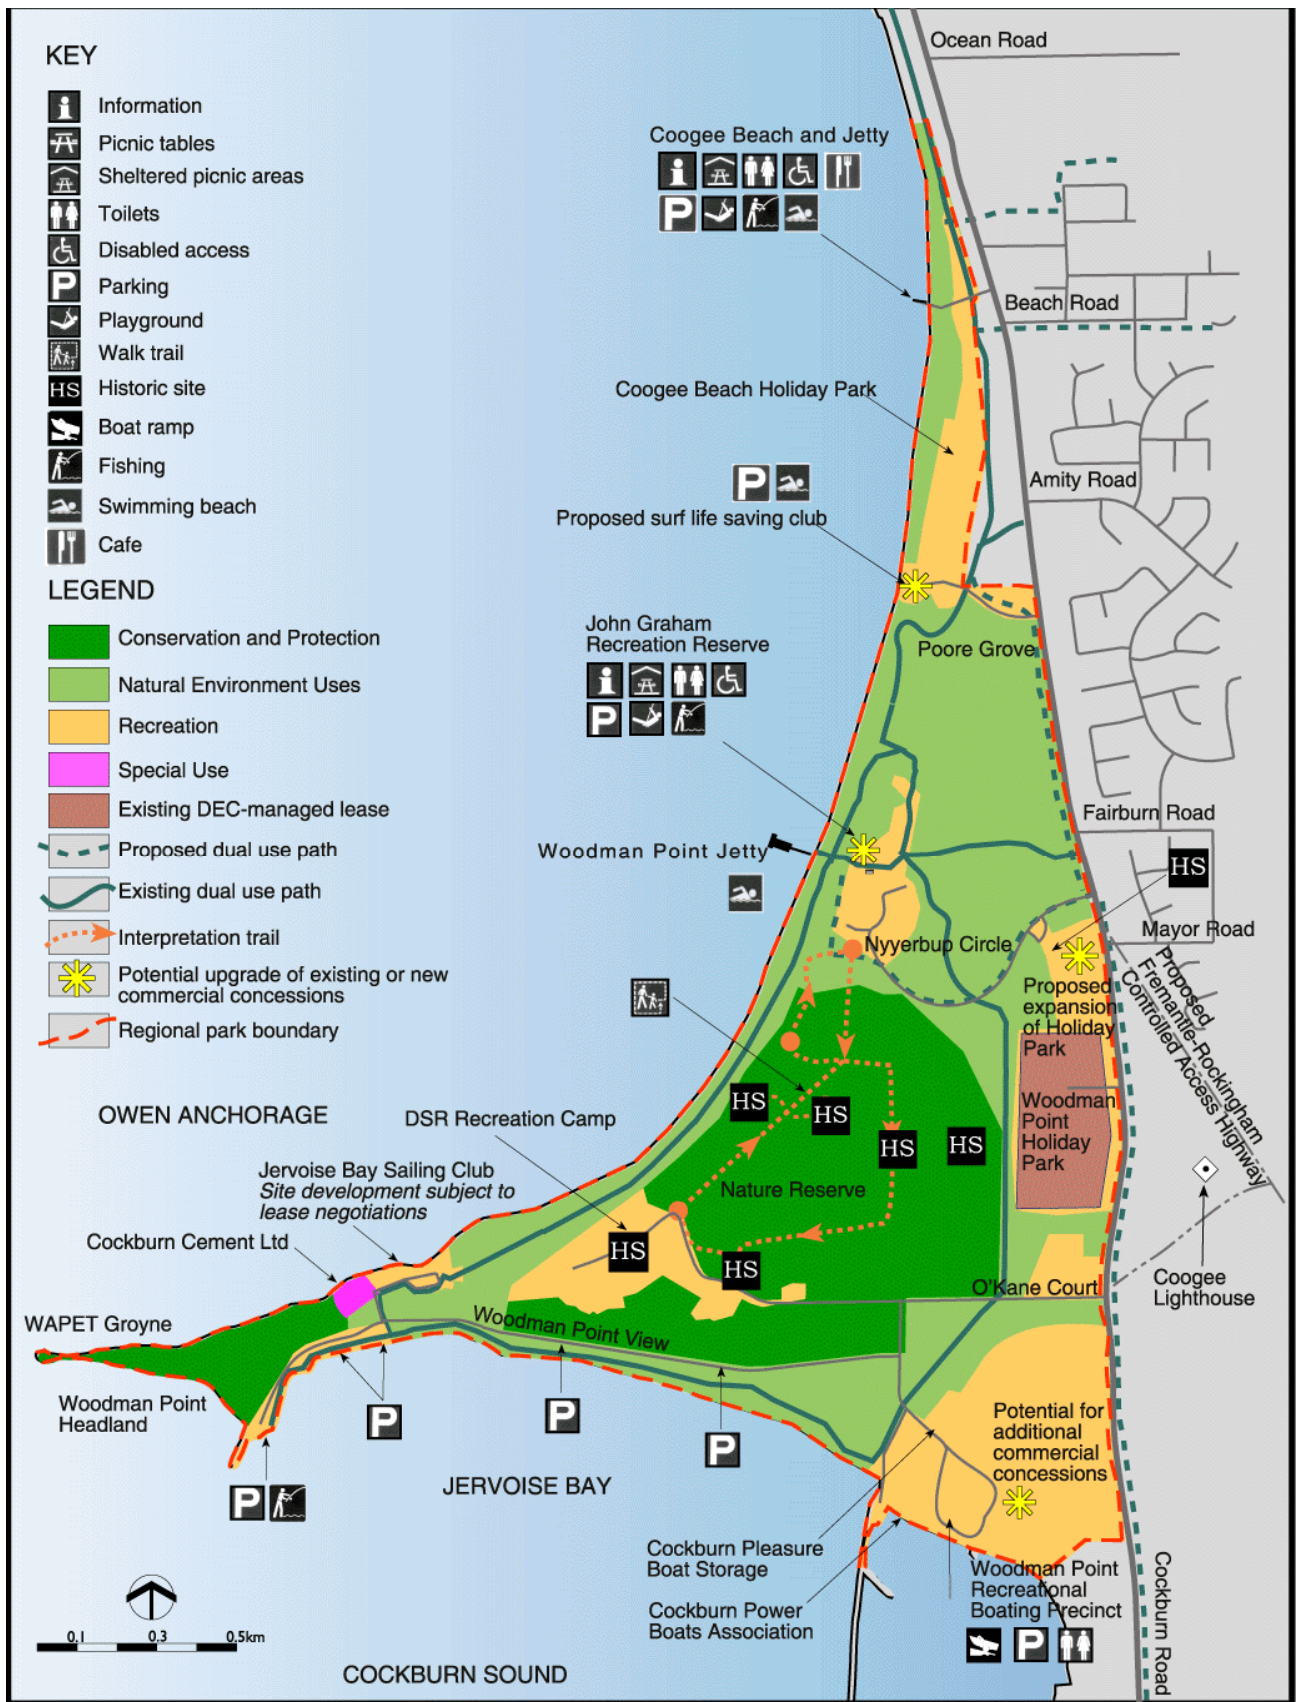 KEY
Information
Picnic tables
Sheltered picnic areas
Toilets
Disabled access
P
Parking
Playground
Walk trail
HS
Historic site
Boat ramp
Fishing
Swimming beach
Cafe
LEGEND
Conservation and Protection
Natural Environment Uses
Recreation
Special Use
Existing DEC-managed lease
Proposed dual use path
Existing dual use path
Interpretation trail
Potential upgrade of existing or new
commercial concessions
Regional park boundary
Ocean Road
Coogee Beach and Jetty
P
Beach Road
Coogee Beach Holiday Park
Amity Road
P
Proposed surf life saving club
John Graham
Recreation Reserve
P
Poore Grove
Fairburn Road
Woodman Point Jetty
HS
Mayor Road
Nyyerbup Circle
Proposed
expansion
of Holiday
Park
Proposed
Fremantle-Rockingham
Controlled Access Highway
Woodman
Point
Holiday
Park
HS
HS
HS
HS
Nature Reserve
OWEN ANCHORAGE
DSR Recreation Camp
HS
HS
Jervoise Bay Sailing Club
Site development subject to
lease negotiations
Cockburn Cement Ltd
WAPET Groyne
Woodman Point
Headland
Woodman Point View
O'Kane Court
Coogee
Lighthouse
P
P
P
P
JERVOISE BAY
Potential for
additional
commercial
concessions
Cockburn Pleasure
Boat Storage
Cockburn Power
Boats Association
Woodman Point
Recreational
Boating Precinct
P
Cockburn Road
0.1 0.3 0.5km
COCKBURN SOUND